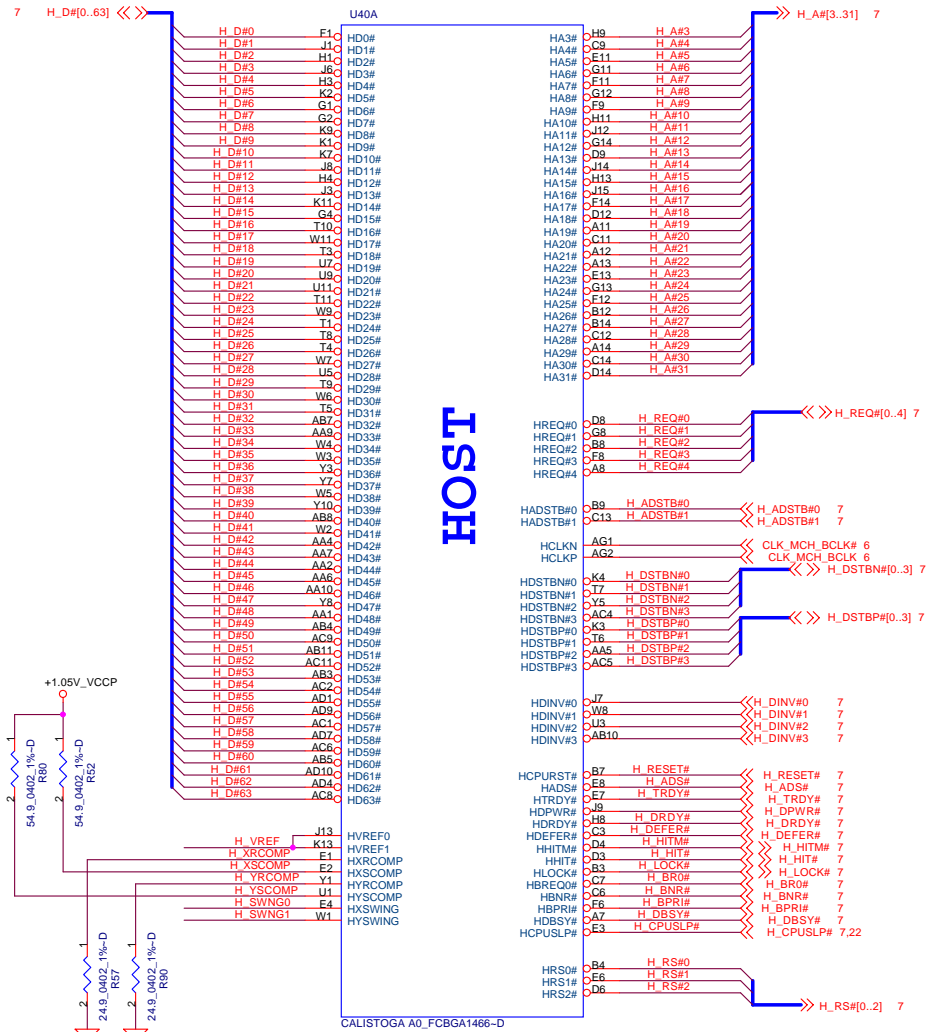 7 H_D#[0..63] U40A H_A#[3..31] 7
H_D#0 F1 HD0# HA3# H9 H_A#3
H_D#1 J1 HD1# HA4# C9 H_A#4
H_D#2 H1 HD2# HA5# E11 H_A#5
H_D#3 J6 HD3# HA6# G11 H_A#6
H_D#4 H3 HD4# HA7# F11 H_A#7
H_D#5 K2 HD5# HA8# G12 H_A#8
H_D#6 G1 HD6# HA9# F9 H_A#9
H_D#7 G2 HD7# HA10# H11 H_A#10
H_D#8 K9 HD8# HA11# J12 H_A#11
H_D#9 K1 HD9# HA12# G14 H_A#12
H_D#10 K7 HD10# HA13# D9 H_A#13
H_D#11 J8 HD11# HA14# J14 H_A#14
H_D#12 H4 HD12# HA15# H13 H_A#15
H_D#13 J3 HD13# HA16# J15 H_A#16
H_D#14 K11 HD14# HA17# F14 H_A#17
H_D#15 G4 HD15# HA18# D12 H_A#18
H_D#16 T10 HD16# HA19# A11 H_A#19
H_D#17 W11 HD17# HA20# C11 H_A#20
H_D#18 T3 HD18# HA21# A12 H_A#21
H_D#19 U7 HD19# HA22# A13 H_A#22
H_D#20 U9 HD20# HA23# E13 H_A#23
H_D#21 U11 HD21# HA24# G13 H_A#24
H_D#22 T11 HD22# HA25# F12 H_A#25
H_D#23 W9 HD23# HA26# B12 H_A#26
H_D#24 T1 HD24# HA27# B14 H_A#27
H_D#25 T8 HD25# HA28# C12 H_A#28
H_D#26 T4 HD26# HA29# A14 H_A#29
H_D#27 W7 HD27# HA30# C14 H_A#30
H_D#28 U5 HD28# HA31# D14 H_A#31
H_D#29 T9 HD29#
H_D#30 W6 HD30#
H_D#31 T5 HD31#
H_D#32 AB7 HD32# HREQ#0 D8 H_REQ#0 H_REQ#[0..4] 7
H_D#33 AA9 HD33# HREQ#1 G8 H_REQ#1
H_D#34 W4 HD34# HREQ#2 B8 H_REQ#2
H_D#35 W3 HD35# HREQ#3 F8 H_REQ#3
H_D#36 Y3 HD36# HREQ#4 A8 H_REQ#4
H_D#37 Y7 HD37#
H_D#38 W5 HD38#
H_D#39 Y10 HD39# HADSTB#0 B9 H_ADSTB#0 H_ADSTB#0 7
H_D#40 AB8 HD40# HADSTB#1 C13 H_ADSTB#1 H_ADSTB#1 7
H_D#41 W2 HD41#
H_D#42 AA4 HD42# HCLKN AG1 CLK_MCH_BCLK# 6
H_D#43 AA7 HD43# HCLKP AG2 CLK_MCH_BCLK 6
H_D#44 AA2 HD44# H_DSTBN#[0..3] 7
H_D#45 AA6 HD45# HDSTBN#0 K4 H_DSTBN#0
H_D#46 AA10 HD46# HDSTBN#1 T7 H_DSTBN#1
H_D#47 Y8 HD47# HDSTBN#2 Y5 H_DSTBN#2
H_D#48 AA1 HD48# HDSTBN#3 AC4 H_DSTBN#3 H_DSTBP#[0..3] 7
H_D#49 AB4 HD49# HDSTBP#0 K3 H_DSTBP#0
H_D#50 AC9 HD50# HDSTBP#1 T6 H_DSTBP#1
H_D#51 AB11 HD51# HDSTBP#2 AA5 H_DSTBP#2
H_D#52 AC11 HD52# HDSTBP#3 AC5 H_DSTBP#3
H_D#53 AB3 HD53#
H_D#54 AC2 HD54#
H_D#55 AD1 HD55# HDINV#0 J7 H_DINV#0 7
H_D#56 AD9 HD56# HDINV#1 W8 H_DINV#1 7
H_D#57 AC1 HD57# HDINV#2 U3 H_DINV#2 7
H_D#58 AD7 HD58# HDINV#3 AB10 H_DINV#3 7
H_D#59 AC6 HD59#
H_D#60 AB5 HD60#
H_D#61 AD10 HD61# HCPURST# B7 H_RESET# H_RESET# 7
H_D#62 AD4 HD62# HADS# E8 H_ADS# H_ADS# 7
H_D#63 AC8 HD63# HTRDY# E7 H_TRDY# H_TRDY# 7
HDPWR# J9 H_DPWR# 7
HDRDY# H8 H_DRDY# H_DRDY# 7
H_VREF J13 HVREF0 HDEFER# C3 H_DEFER# H_DEFER# 7
K13 HVREF1 HHITM# D4 H_HITM# H_HITM# 7
H_XRCOMP E1 HXRCOMP HHIT# D3 H_HIT# H_HIT# 7
H_XSCOMP E2 HXSCOMP HLOCK# B3 H_LOCK# H_LOCK# 7
H_YRCOMP Y1 HYRCOMP HBREQ0# C7 H_BR0# H_BR0# 7
H_YSCOMP U1 HYSCOMP HBNR# C6 H_BNR# H_BNR# 7
H_SWNG0 E4 HXSWING HBPRI# F6 H_BPRI# H_BPRI# 7
H_SWNG1 W1 HYSWING HDBSY# A7 H_DBSY# H_DBSY# 7
HCPUSLP# E3 H_CPUSLP# H_CPUSLP# 7,22
HRS0# B4 H_RS#0
HRS1# E6 H_RS#1
HRS2# D6 H_RS#2
H_RS#[0..2] 7
HOST
+1.05V_VCCP
1 2 54.9_0402_1%~D R80
1 2 54.9_0402_1%~D R52
1 2 24.9_0402_1%~D R57
1 2 24.9_0402_1%~D R90
CALISTOGA A0_FCBGA1466~D